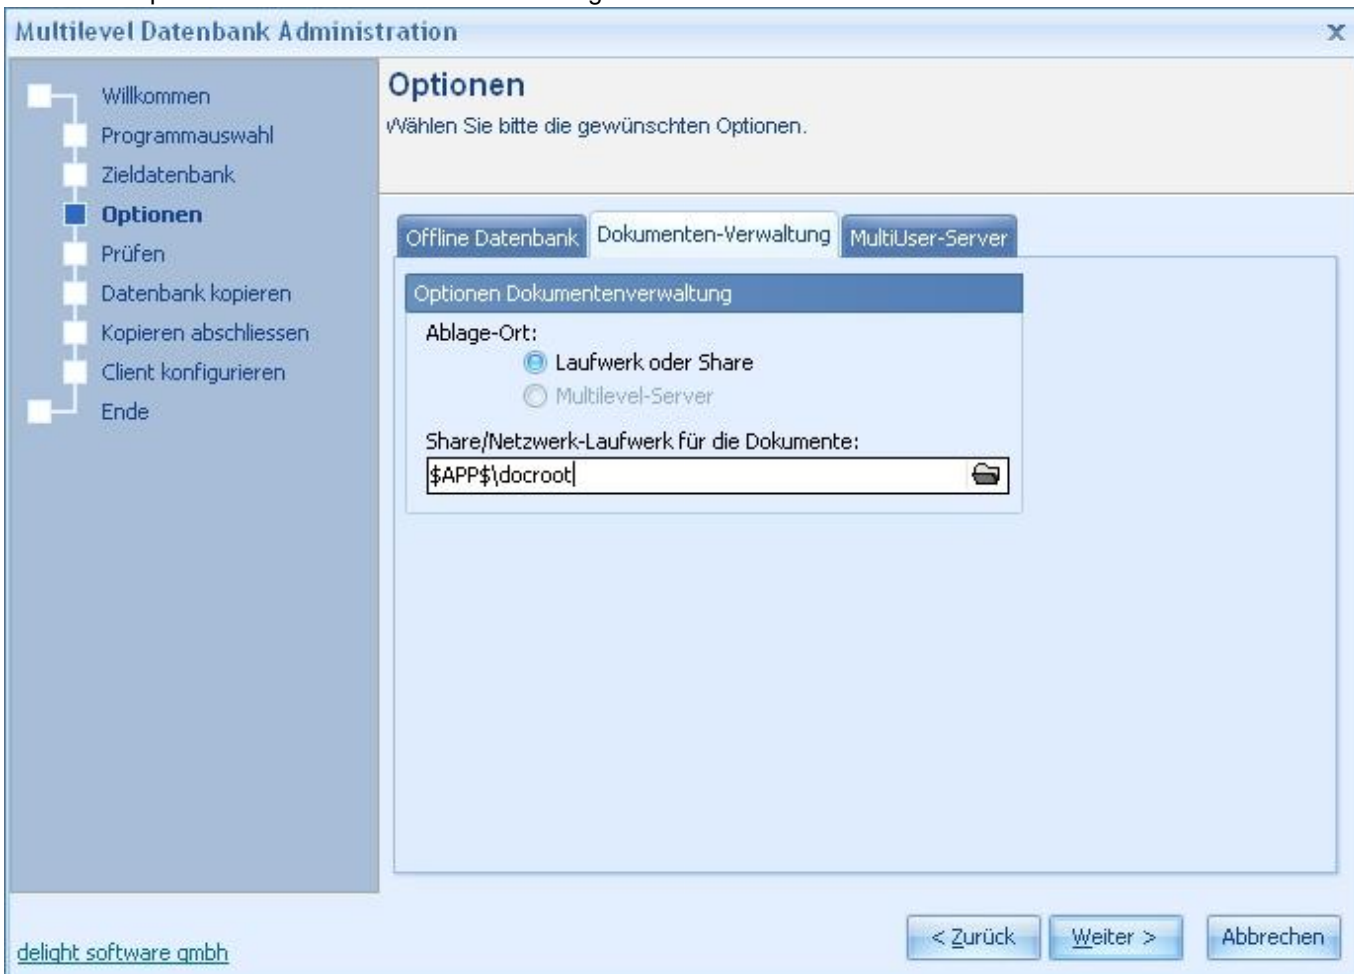 Multilevel Datenbank Administration
x
Willkommen
Programmauswahl
Zieldatenbank
Optionen
Prüfen
Datenbank kopieren
Kopieren abschliessen
Client konfigurieren
Ende
Optionen
Wählen Sie bitte die gewünschten Optionen.
Offline Datenbank
Dokumenten-Verwaltung
MultiUser-Server
Optionen Dokumentenverwaltung
Ablage-Ort:
Laufwerk oder Share
Multilevel-Server
Share/Netzwerk-Laufwerk für die Dokumente:
$APP$\docroot
delight software gmbh
< Zurück
Weiter >
Abbrechen